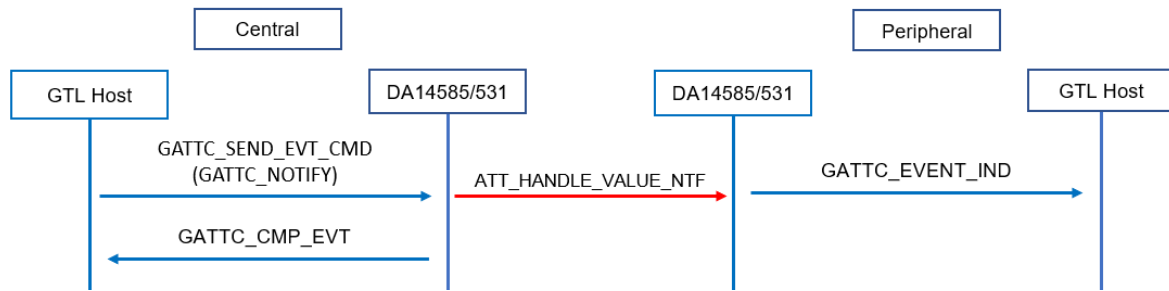 Central
Peripheral
GTL Host
DA14585/531
DA14585/531
GTL Host
GATTC_SEND_EVT_CMD
(GATTC_NOTIFY)
ATT_HANDLE_VALUE_NTF
GATTC_EVENT_IND
GATTC_CMP_EVT